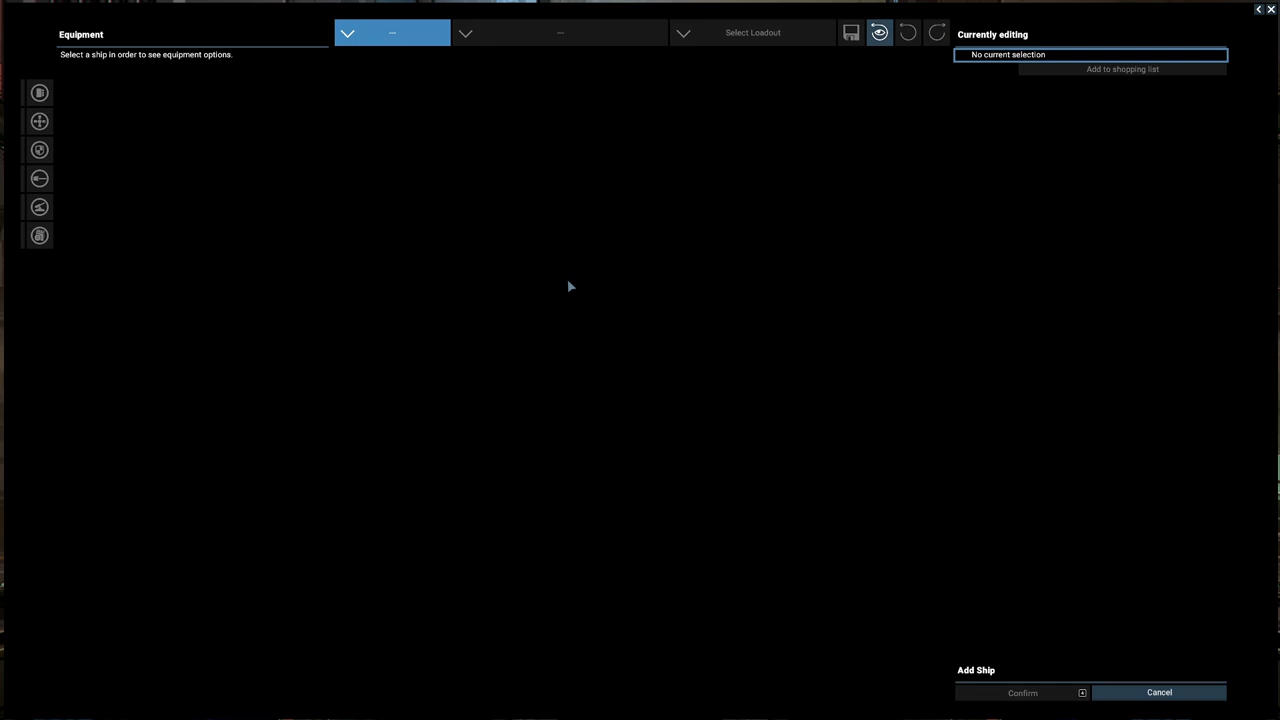 Equipment
Select a ship in order to see equipment options.
---
---
Select Loadout
Currently editing
No current selection
Add to shopping list
Add Ship
Confirm
Cancel